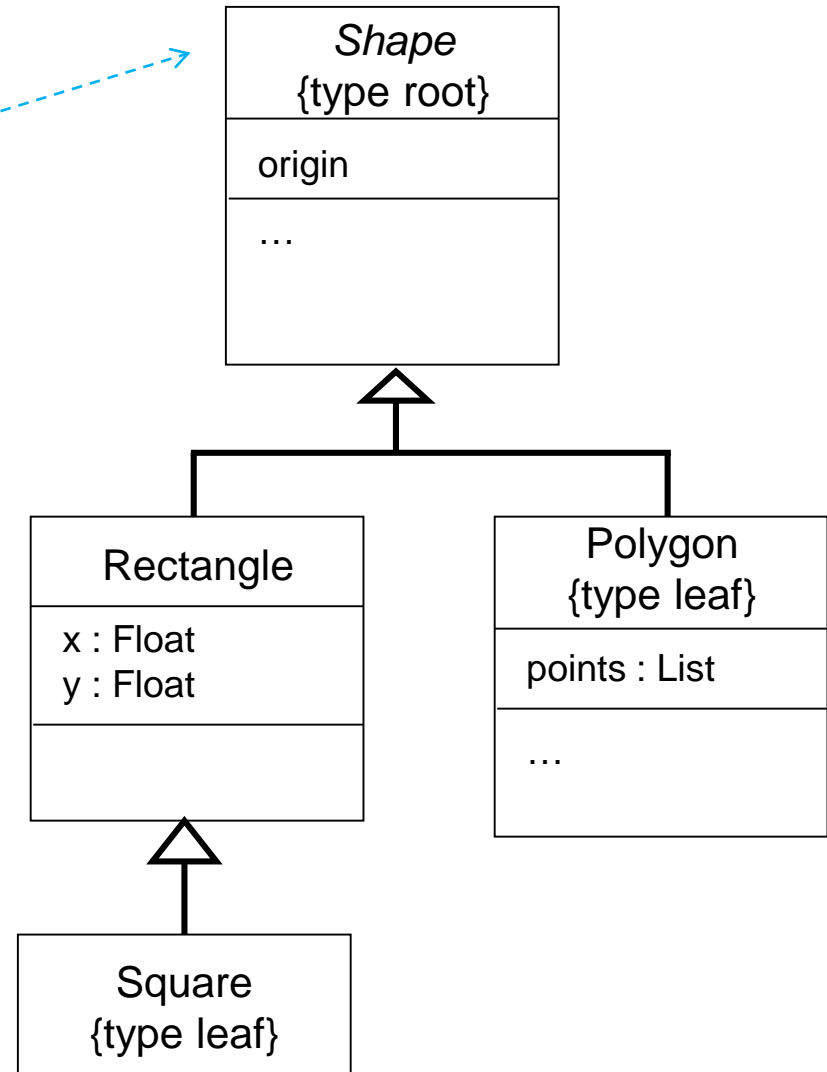 Shape
{type root}
origin
…
Rectangle
x : Float
y : Float
Polygon
{type leaf}
points : List
…
Square
{type leaf}